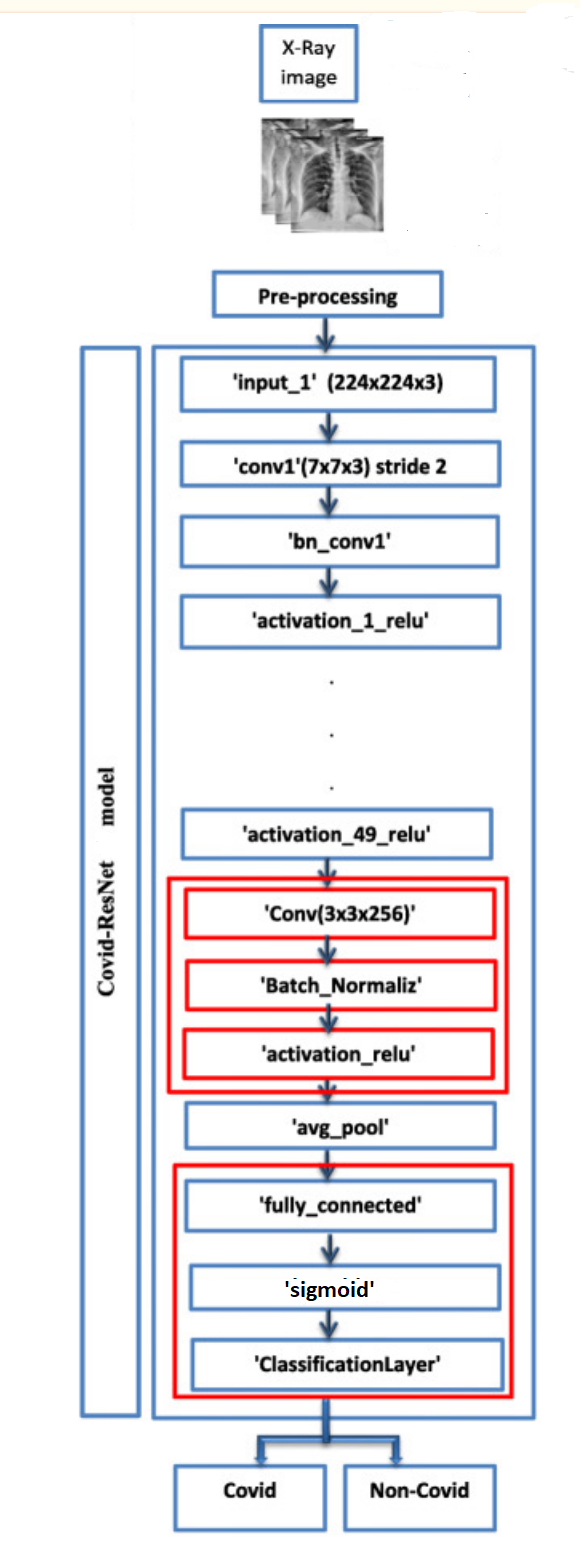 X-Ray
image
Pre-processing
'input_1' (224x224x3)
'conv1'(7x7x3) stride 2
'bn_conv1'
'activation_1_relu'
.
.
.
'activation_49_relu'
'Conv(3x3x256)'
'Batch_Normaliz'
'activation_relu'
'avg_pool'
'fully_connected'
'sigmoid'
'ClassificationLayer'
Covid-ResNet model
Covid
Non-Covid